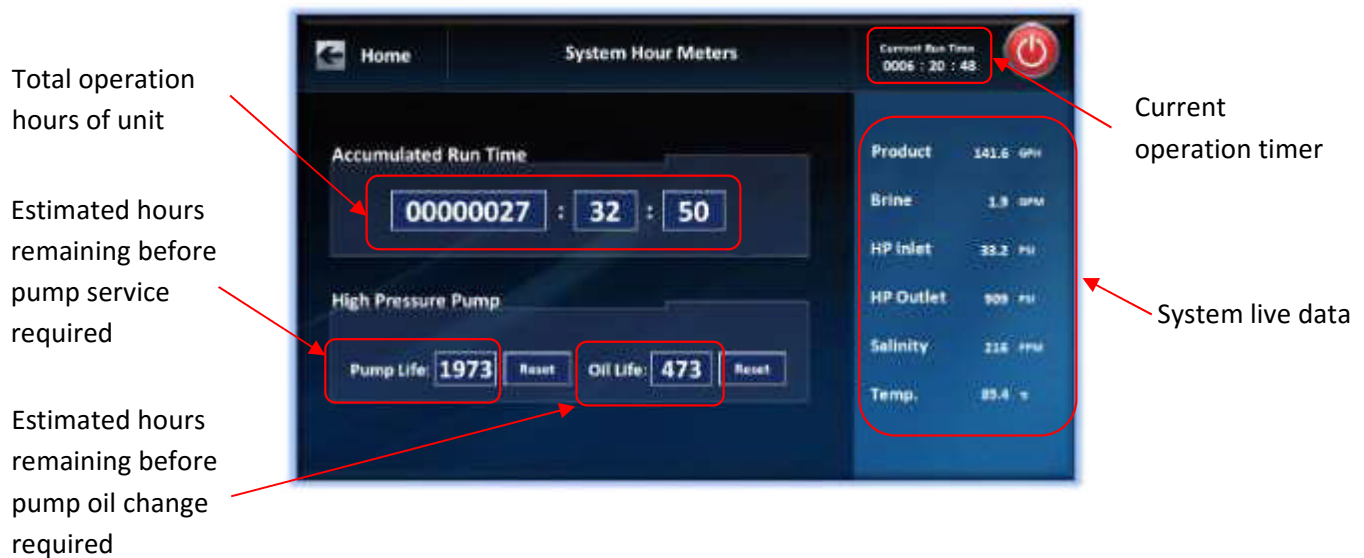 Home
System Hour Meters
Current Run Time
0006 : 20 : 48
Total operation
hours of unit
Current
operation timer
Accumulated Run Time
00000027 : 32 : 50
Estimated hours
remaining before
pump service
required
High Pressure Pump
Pump Life: 1973 Reset Oil Life: 473 Reset
Estimated hours
remaining before
pump oil change
required
Product 141.6 GPH
Brine 1.9 GPM
HP Inlet 33.2 PSI
HP Outlet 909 PSI
Salinity 216 PPM
Temp. 85.4
System live data